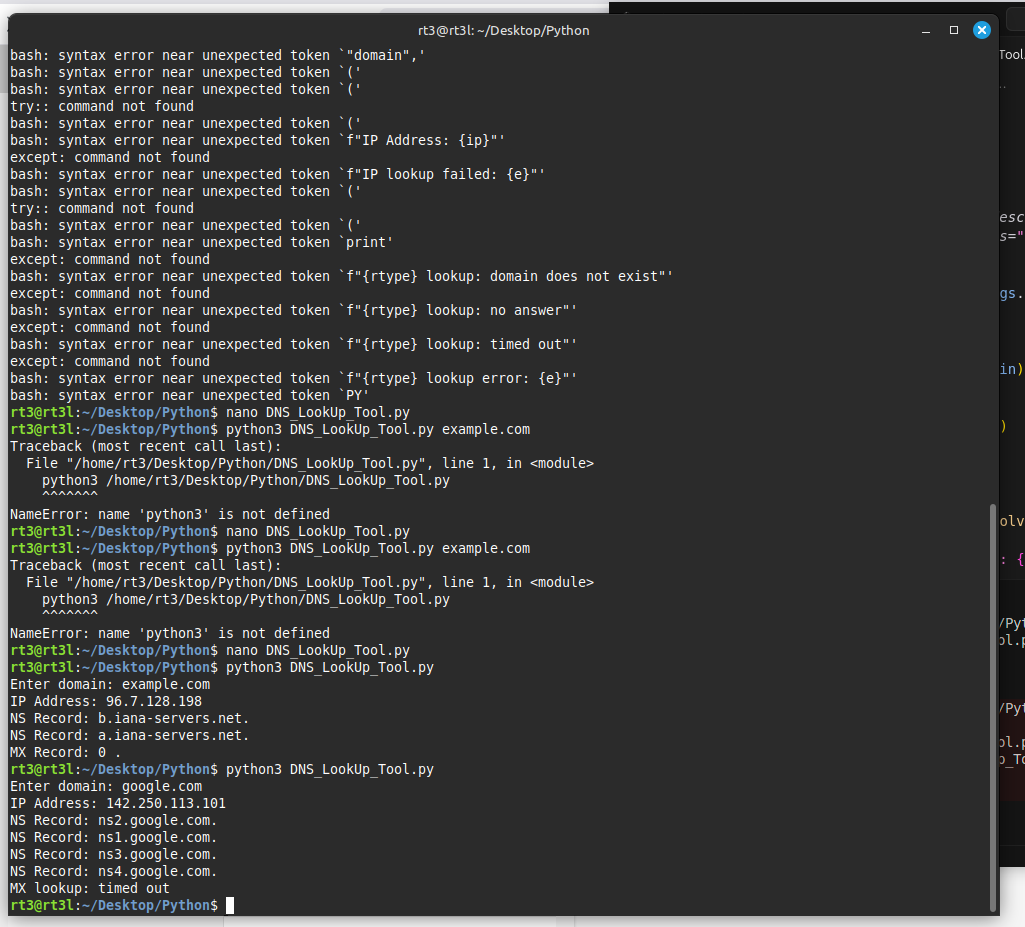 rt3@rt3l: ~/Desktop/Python
bash: syntax error near unexpected token `"domain",'
bash: syntax error near unexpected token `('
bash: syntax error near unexpected token `('
try:: command not found
bash: syntax error near unexpected token `('
bash: syntax error near unexpected token `f"IP Address: {ip}"'
except: command not found
bash: syntax error near unexpected token `f"IP lookup failed: {e}"'
bash: syntax error near unexpected token `('
try:: command not found
bash: syntax error near unexpected token `('
bash: syntax error near unexpected token `print'
except: command not found
bash: syntax error near unexpected token `f"{rtype} lookup: domain does not exist"'
except: command not found
bash: syntax error near unexpected token `f"{rtype} lookup: no answer"'
except: command not found
bash: syntax error near unexpected token `f"{rtype} lookup: timed out"'
except: command not found
bash: syntax error near unexpected token `f"{rtype} lookup error: {e}"'
bash: syntax error near unexpected token `PY'
rt3@rt3l:~/Desktop/Python$ nano DNS_LookUp_Tool.py
rt3@rt3l:~/Desktop/Python$ python3 DNS_LookUp_Tool.py example.com
Traceback (most recent call last):
  File "/home/rt3/Desktop/Python/DNS_LookUp_Tool.py", line 1, in <module>
    python3 /home/rt3/Desktop/Python/DNS_LookUp_Tool.py
    ^^^^^^^
NameError: name 'python3' is not defined
rt3@rt3l:~/Desktop/Python$ nano DNS_LookUp_Tool.py
rt3@rt3l:~/Desktop/Python$ python3 DNS_LookUp_Tool.py example.com
Traceback (most recent call last):
  File "/home/rt3/Desktop/Python/DNS_LookUp_Tool.py", line 1, in <module>
    python3 /home/rt3/Desktop/Python/DNS_LookUp_Tool.py
    ^^^^^^^
NameError: name 'python3' is not defined
rt3@rt3l:~/Desktop/Python$ nano DNS_LookUp_Tool.py
rt3@rt3l:~/Desktop/Python$ python3 DNS_LookUp_Tool.py
Enter domain: example.com
IP Address: 96.7.128.198
NS Record: b.iana-servers.net.
NS Record: a.iana-servers.net.
MX Record: 0 .
rt3@rt3l:~/Desktop/Python$ python3 DNS_LookUp_Tool.py
Enter domain: google.com
IP Address: 142.250.113.101
NS Record: ns2.google.com.
NS Record: ns1.google.com.
NS Record: ns3.google.com.
NS Record: ns4.google.com.
MX lookup: timed out
rt3@rt3l:~/Desktop/Python$
Tool.
esc
s="
gs.
in)
)
olv
: {
/Pyt
ol.p
/Pyt
ol.p
p_To